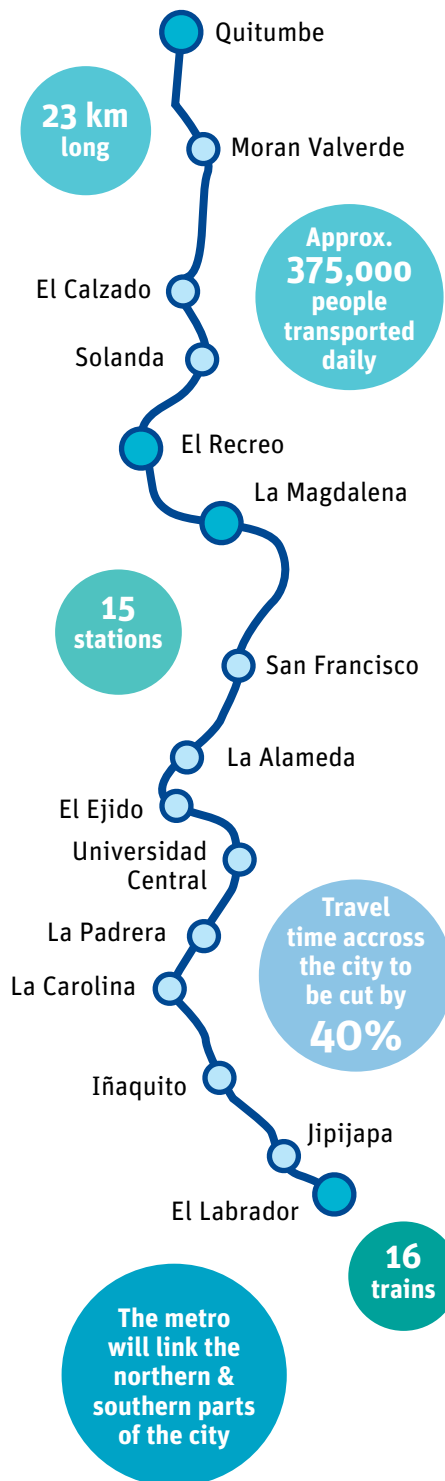 Quitumbe
23 km
long
Moran Valverde
Approx.
375,000
people
transported
daily
El Calzado
Solanda
El Recreo
La Magdalena
15
stations
San Francisco
La Alameda
El Ejido
Universidad
Central
La Padrera
Travel
time accross
the city to
be cut by
40%
La Carolina
Iñaquito
Jipijapa
El Labrador
16
trains
The metro
will link the
northern &
southern parts
of the city